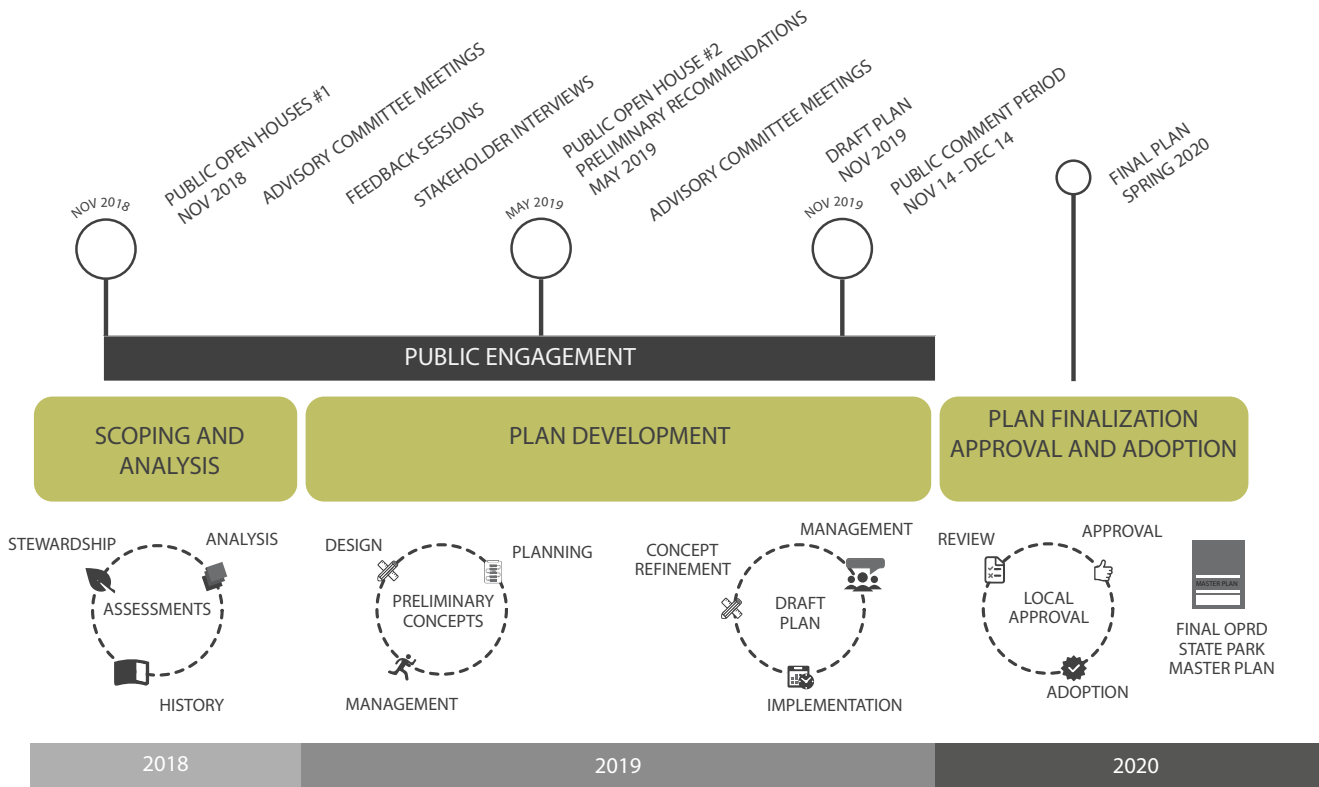 NOV 2018
PUBLIC OPEN HOUSES #1
NOV 2018
ADVISORY COMMITTEE MEETINGS
FEEDBACK SESSIONS
STAKEHOLDER INTERVIEWS
MAY 2019
PUBLIC OPEN HOUSE #2
PRELIMINARY RECOMMENDATIONS
MAY 2019
ADVISORY COMMITTEE MEETINGS
NOV 2019
DRAFT PLAN
NOV 2019
PUBLIC COMMENT PERIOD
NOV 14 - DEC 14
FINAL PLAN
SPRING 2020
PUBLIC ENGAGEMENT
SCOPING AND
ANALYSIS
PLAN DEVELOPMENT
PLAN FINALIZATION
APPROVAL AND ADOPTION
STEWARDSHIP
ANALYSIS
ASSESSMENTS
HISTORY
DESIGN
PLANNING
PRELIMINARY
CONCEPTS
MANAGEMENT
CONCEPT
REFINEMENT
MANAGEMENT
DRAFT
PLAN
IMPLEMENTATION
REVIEW
APPROVAL
LOCAL
APPROVAL
ADOPTION
MASTER PLAN
FINAL OPRD
STATE PARK
MASTER PLAN
2018
2019
2020